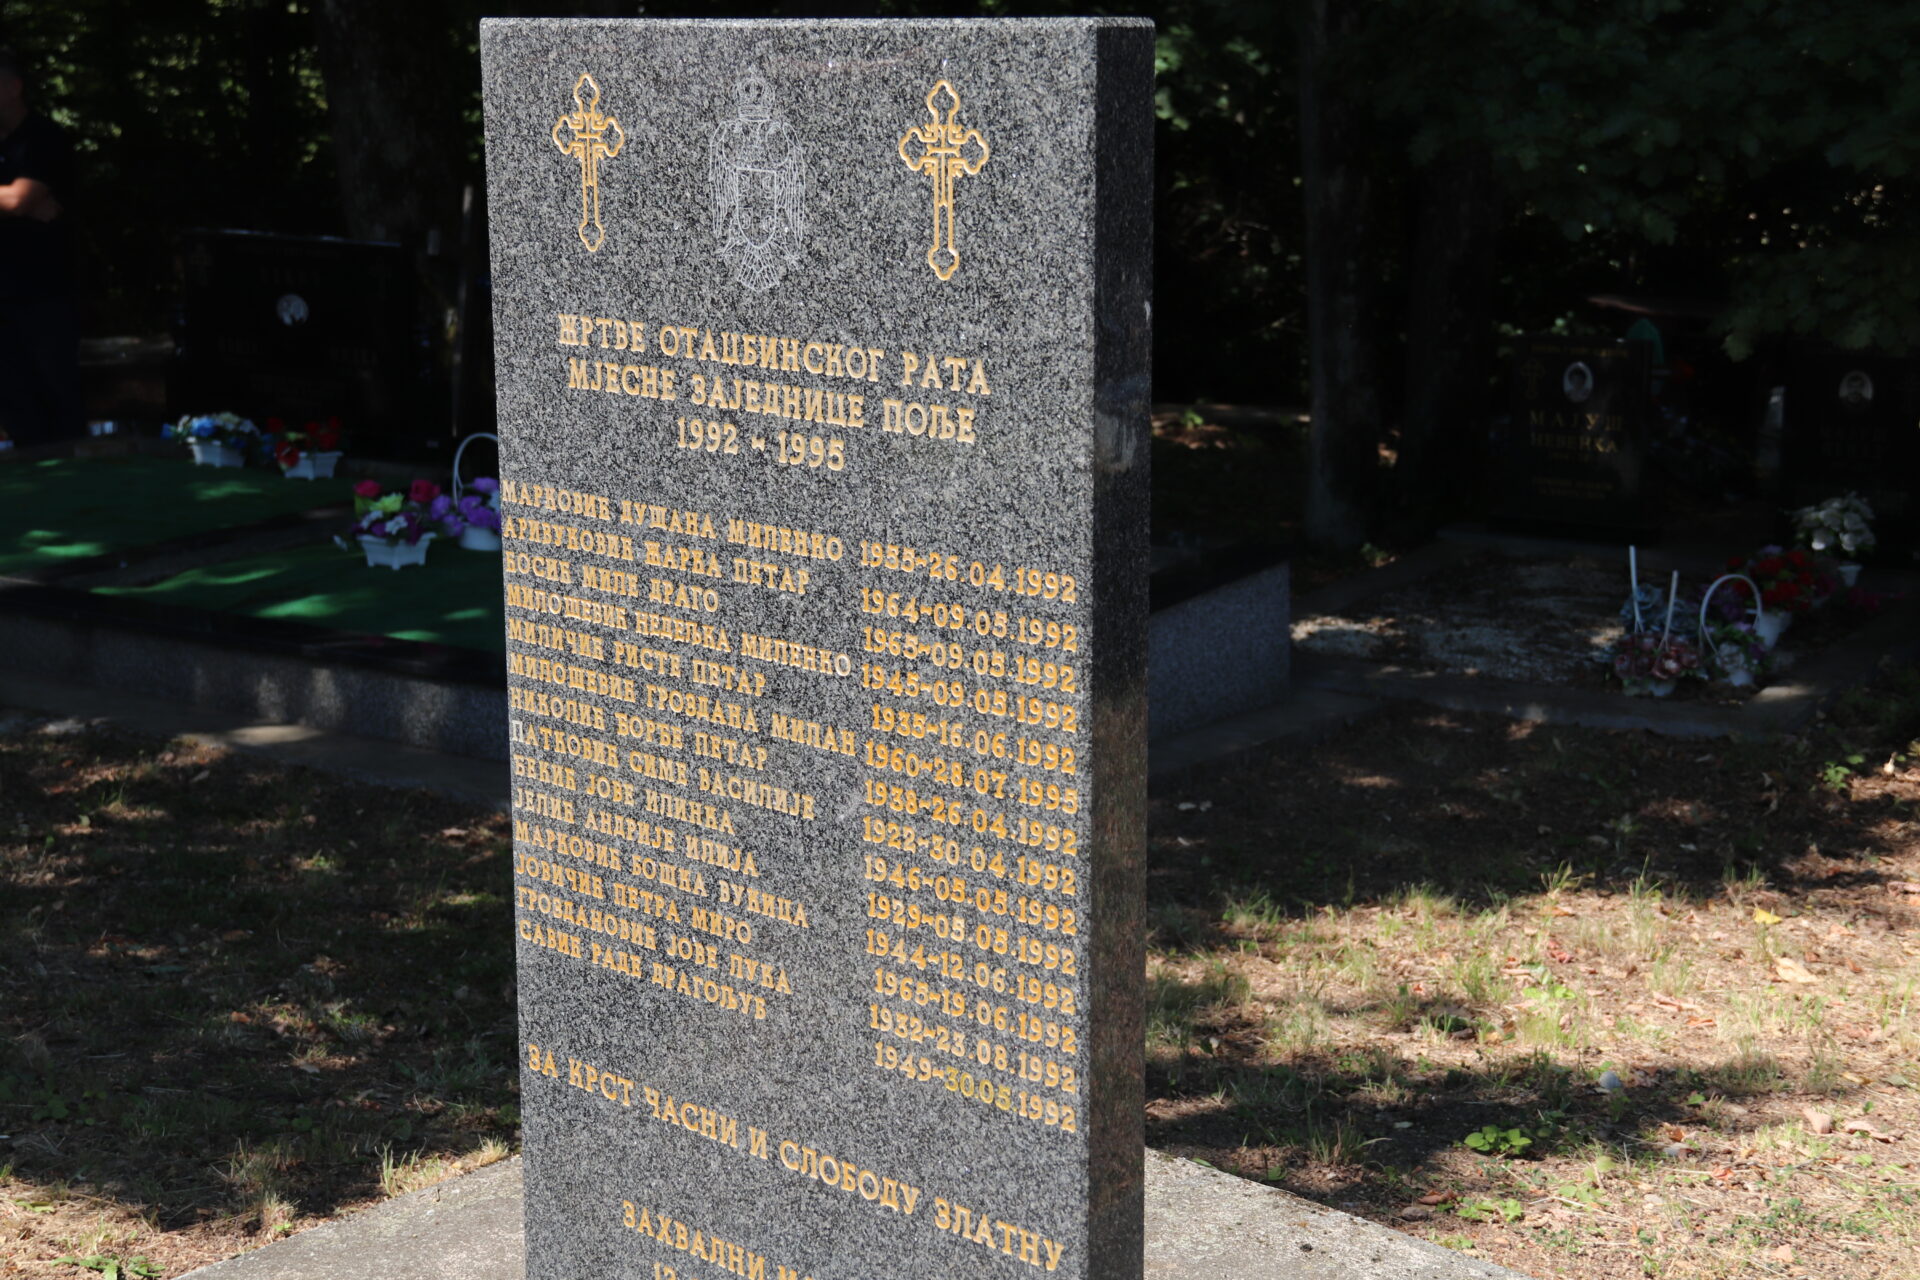 ЖРТВЕ ОТАЏБИНСКОГ РАТА
МЈЕСНЕ ЗАЈЕДНИЦЕ ПОЉЕ
1992 - 1995
МАРКОВИЋ ДУШАНА МИЛЕНКО 1935-26.04.1992
АРИВУКОВИЋ ЖАРКА ПЕТАР 1964-09.05.1992
ЋОСИЋ МИЛЕ ДРАГО 1965-09.05.1992
МИЛОШЕВИЋ НЕДЕЉКА МИЛЕНКО 1945-09.05.1992
МИЛИЧИЋ РИСТЕ ПЕТАР 1935-16.06.1992
МИЛОШЕВИЋ ГРОЗДАНА МИЛАН 1960-28.07.1995
НИКОЛИЋ ЂОРЂЕ ПЕТАР 1938-26.04.1992
ПАТКОВИЋ СИМЕ ВАСИЛИЈЕ 1922-30.04.1992
ЂЕКИЋ ЈОВЕ ИЛИНКА 1946-05.05.1992
ЈЕЛИЋ АНДРИЈЕ ИЛИЈА 1929-05.05.1992
МАРКОВИЋ БОШКА ВУКИЦА 1944-12.06.1992
ЈОВИЧИЋ ПЕТРА МИРО 1965-19.06.1992
ГРОЗДАНОВИЋ ЈОВЕ ЛУКА 1932-23.08.1992
САВИЋ РАДЕ ДРАГОЉУБ 1949-30.05.1992
ЗА КРСТ ЧАСНИ И СЛОБОДУ ЗЛАТНУ
ЗАХВАЛНИ
МАЈУШ
НЕВЕНКА